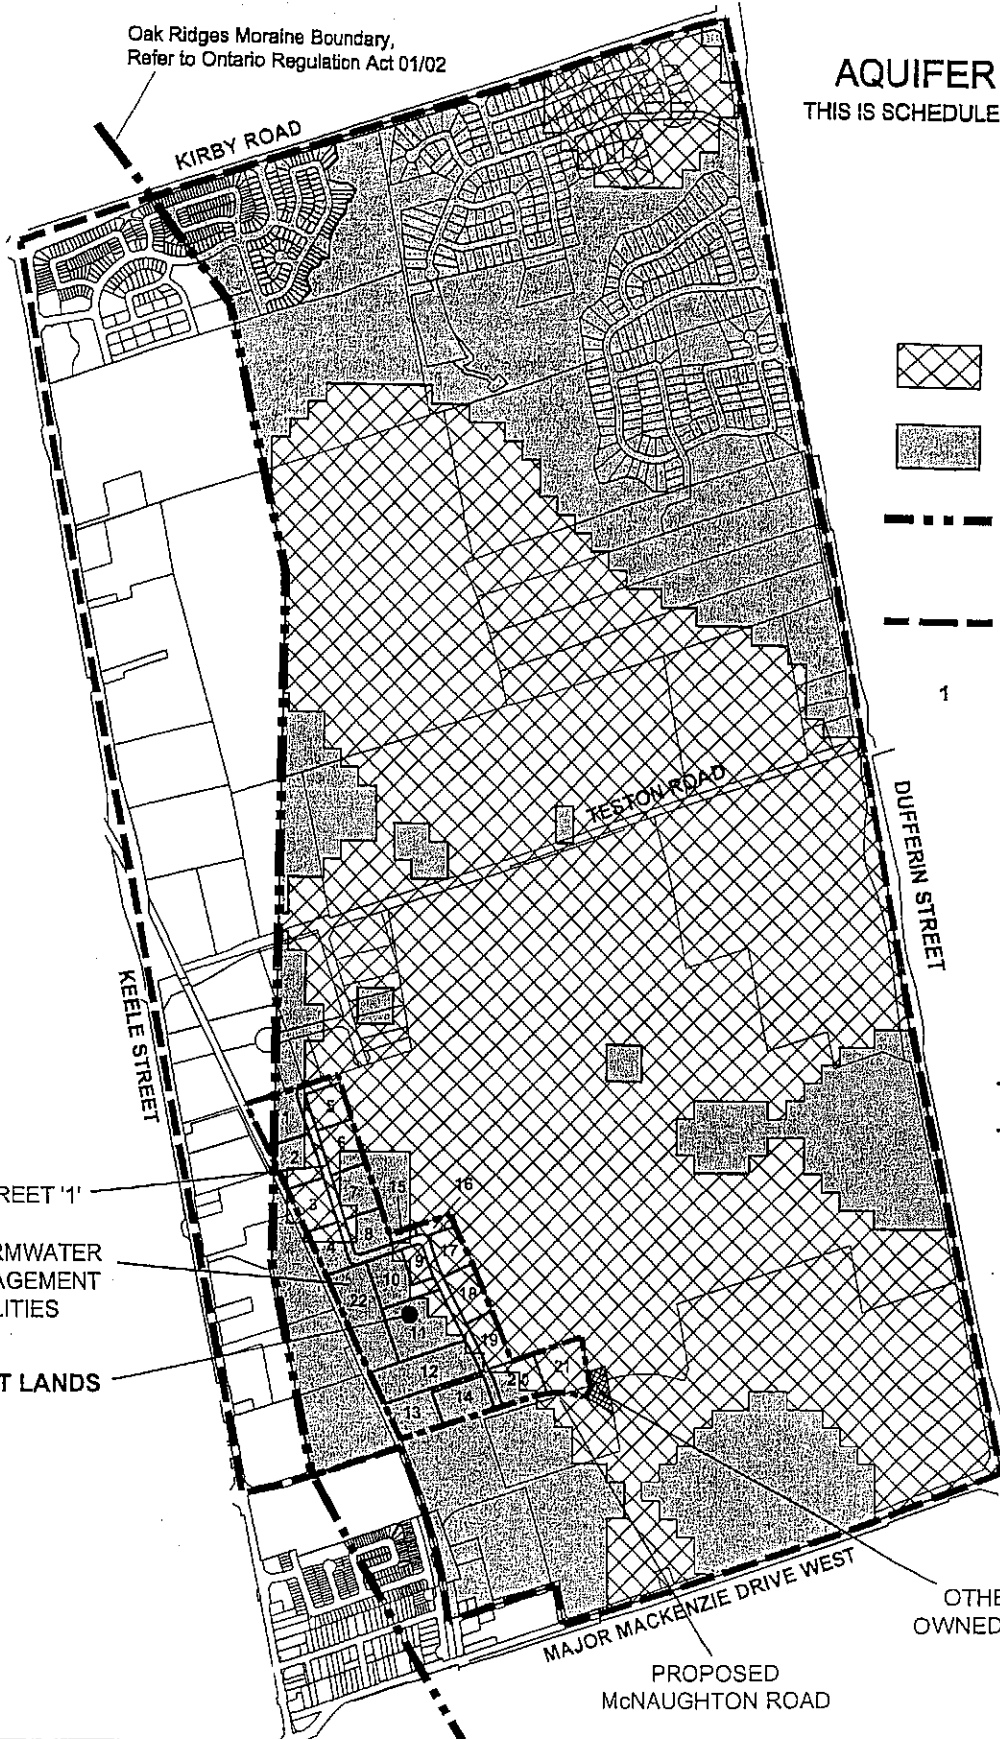 Oak Ridges Moraine Boundary,
Refer to Ontario Regulation Act 01/02
AQUIFER
THIS IS SCHEDULE
KIRBY ROAD
1
TESTON ROAD
DUFFERIN STREET
KEELE STREET
5
6
2
REET '1'
7
15
16
3
8
4
17
RMWATER
AGEMENT
LITIES
9
10
18
22
11
19
T LANDS
12
21
14
13
MAJOR MACKENZIE DRIVE WEST
OTHE
OWNED
PROPOSED
McNAUGHTON ROAD